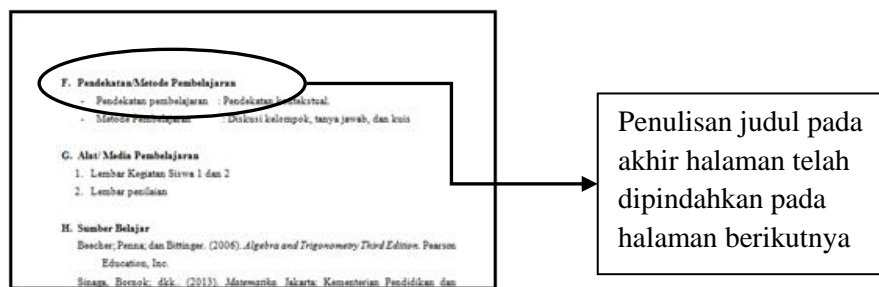 F. Pendekatan/Metode Pembelajaran
- Pendekatan pembelajaran : Pendekatan kontekstual.
- Metode Pembelajaran : Diskusi kelompok, tanya jawab, dan kuis
G. Alat/ Media Pembelajaran
1. Lembar Kegiatan Siswa 1 dan 2
2. Lembar penilaian
H. Sumber Belajar
Beecher; Penna; dan Bittinger. (2006). Algebra and Trigonometry Third Edition. Pearson
Education, Inc.
Sinaga, Bornok; dkk.. (2013). Matematika. Jakarta: Kementerian Pendidikan dan
Penulisan judul pada
akhir halaman telah
dipindahkan pada
halaman berikutnya